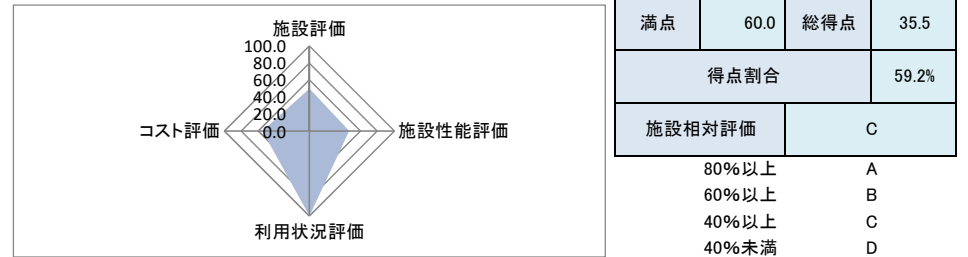 施設評価
100.0
80.0
60.0
40.0
20.0
0.0
コスト評価
施設性能評価
利用状況評価
満点 60.0 総得点 35.5
得点割合 59.2%
施設相対評価 C
80%以上 A
60%以上 B
40%以上 C
40%未満 D